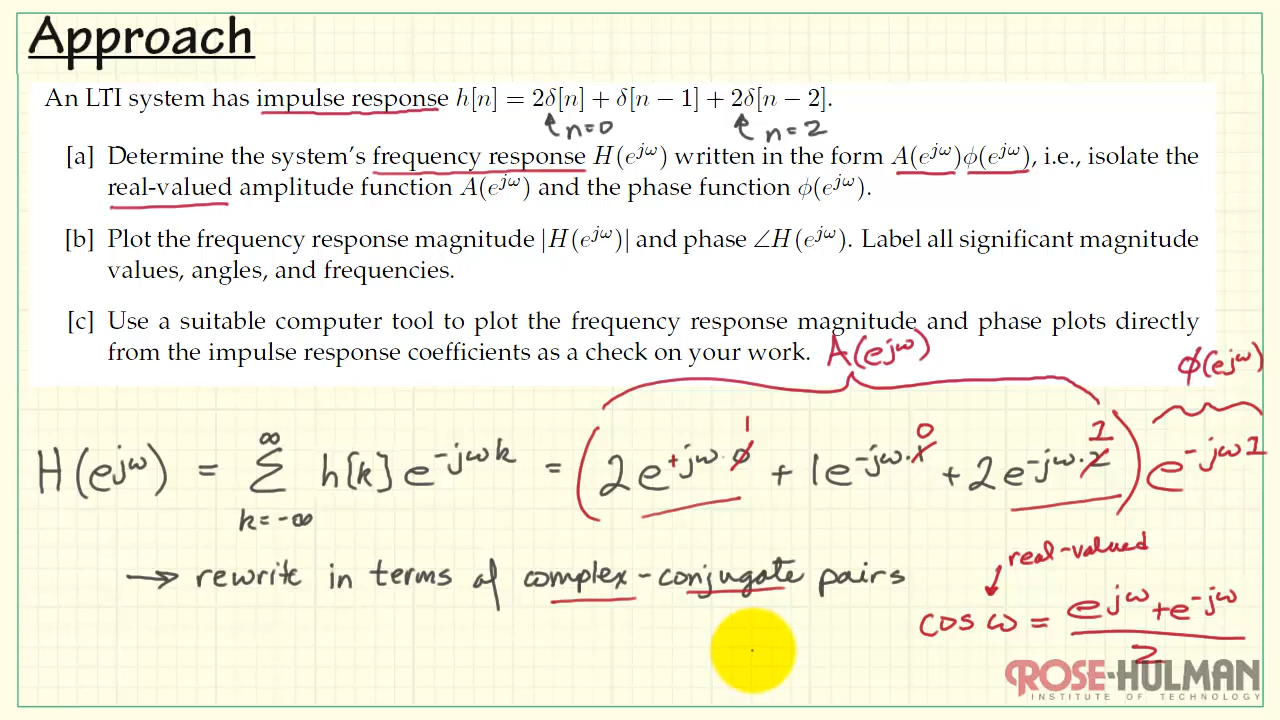 Approach
An LTI system has impulse response h[n] = 2δ[n] + δ[n − 1] + 2δ[n − 2].
n=0 n=2
[a] Determine the system's frequency response H(e^{jω}) written in the form A(e^{jω})ϕ(e^{jω}), i.e., isolate the
real-valued amplitude function A(e^{jω}) and the phase function ϕ(e^{jω}).
[b] Plot the frequency response magnitude |H(e^{jω})| and phase ∠H(e^{jω}). Label all significant magnitude
values, angles, and frequencies.
[c] Use a suitable computer tool to plot the frequency response magnitude and phase plots directly
from the impulse response coefficients as a check on your work.
A(e^{jω}) ϕ(e^{jω})
H(e^{jω}) = ∑_{k=-∞}^{∞} h[k] e^{-jωk} = (2e^{+jω·0̸ 1} + 1e^{-jω·1̸ 0} + 2e^{-jω·2̸ 1}) e^{-jω1}
→ rewrite in terms of complex-conjugate pairs
real-valued
cos ω = (e^{jω} + e^{-jω})/2
ROSE-HULMAN
INSTITUTE OF TECHNOLOGY